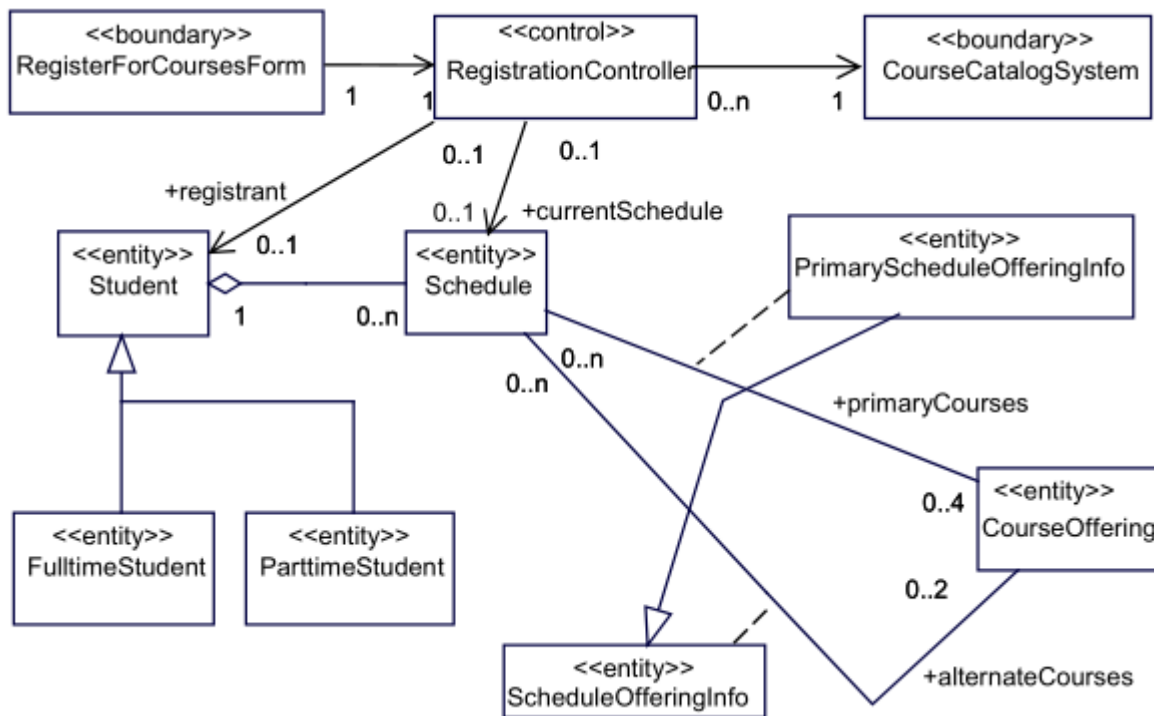 <<boundary>>
RegisterForCoursesForm
<<control>>
RegistrationController
<<boundary>>
CourseCatalogSystem
1
1
0..n
1
0..1
0..1
+registrant
0..1
0..1
+currentSchedule
<<entity>>
Student
<<entity>>
Schedule
<<entity>>
PrimaryScheduleOfferingInfo
1
0..n
0..n
0..n
+primaryCourses
<<entity>>
FulltimeStudent
<<entity>>
ParttimeStudent
0..4
<<entity>>
CourseOffering
0..2
<<entity>>
ScheduleOfferingInfo
+alternateCourses